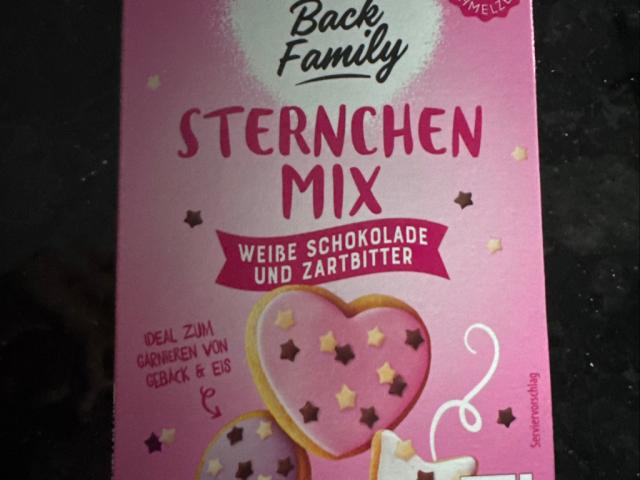 Back
Family
STERNCHEN
MIX
WEIẞE SCHOKOLADE
UND ZARTBITTER
IDEAL ZUM
GARNIEREN VON
GEBÄCK & EIS
Serviervorschlag